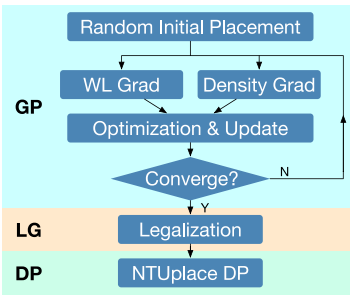 Random Initial Placement
WL Grad
Density Grad
GP
Optimization & Update
Converge?
N
Y
LG
Legalization
DP
NTUplace DP